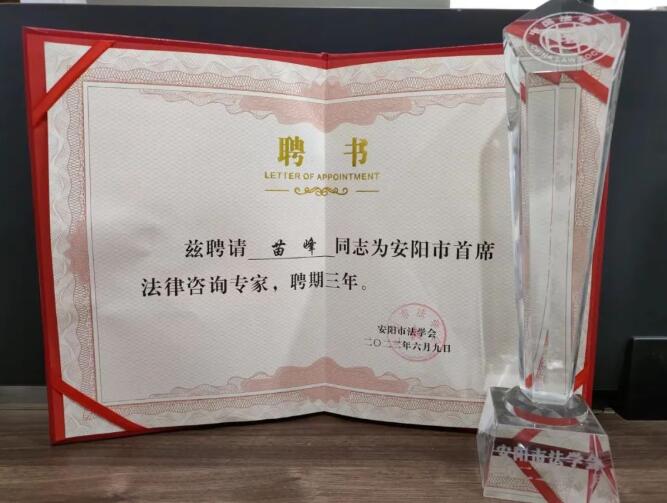 聘 书
LETTER OF APPOINTMENT
兹聘请 苗峰 同志为安阳市首席
法律咨询专家，聘期三年。
安阳市法学会
二〇二二年六月九日
安阳市法学会